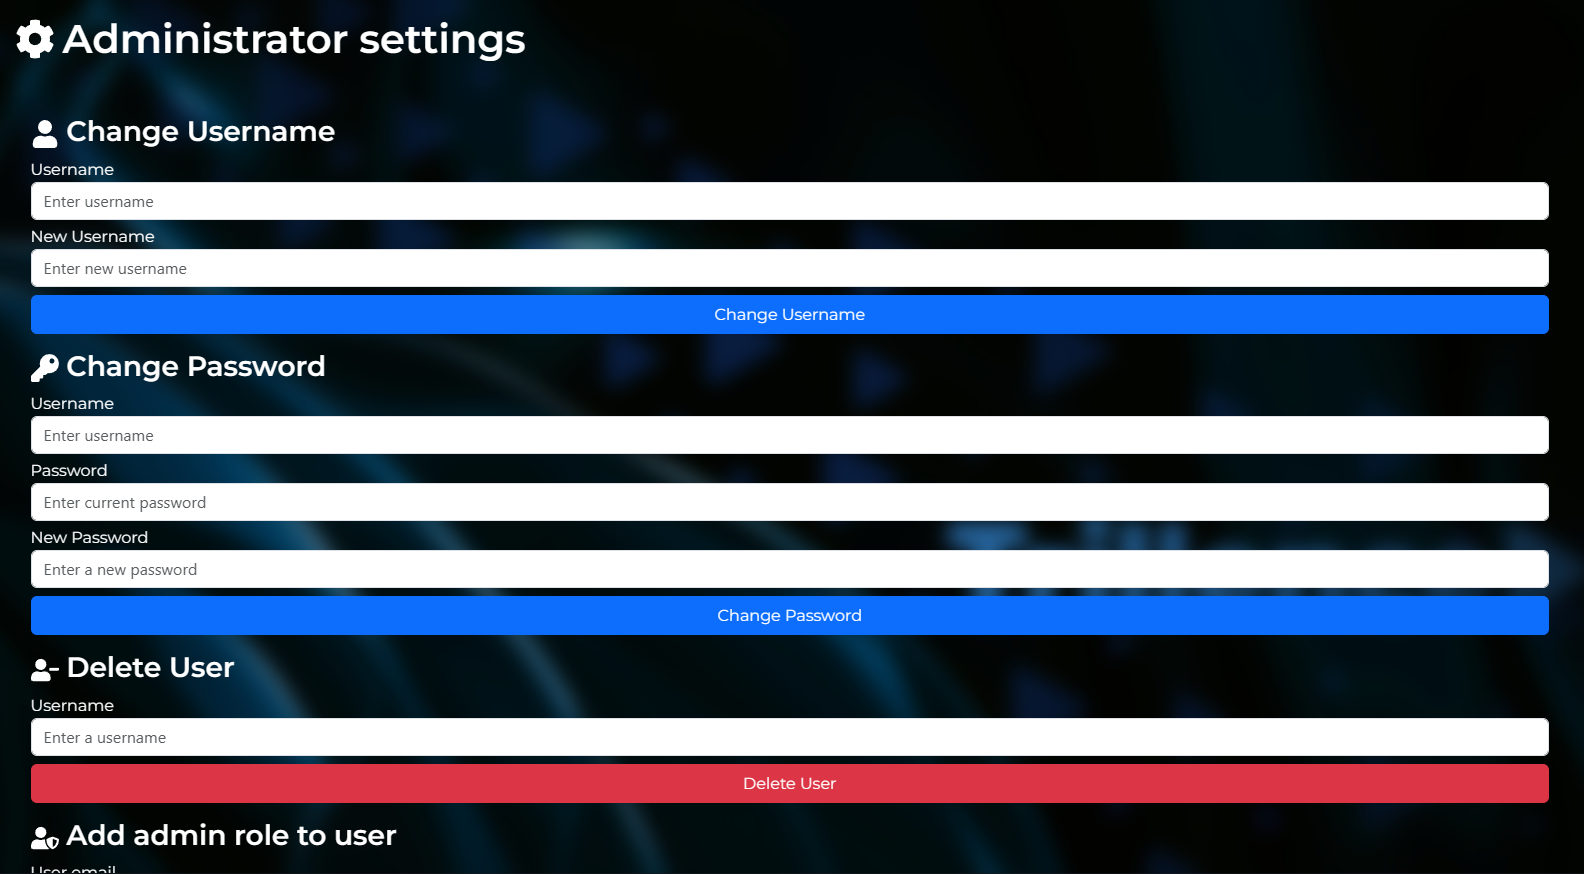 Administrator settings
Change Username
Username
Enter username
New Username
Enter new username
Change Username
Change Password
Username
Enter username
Password
Enter current password
New Password
Enter a new password
Change Password
Delete User
Username
Enter a username
Delete User
Add admin role to user
User email